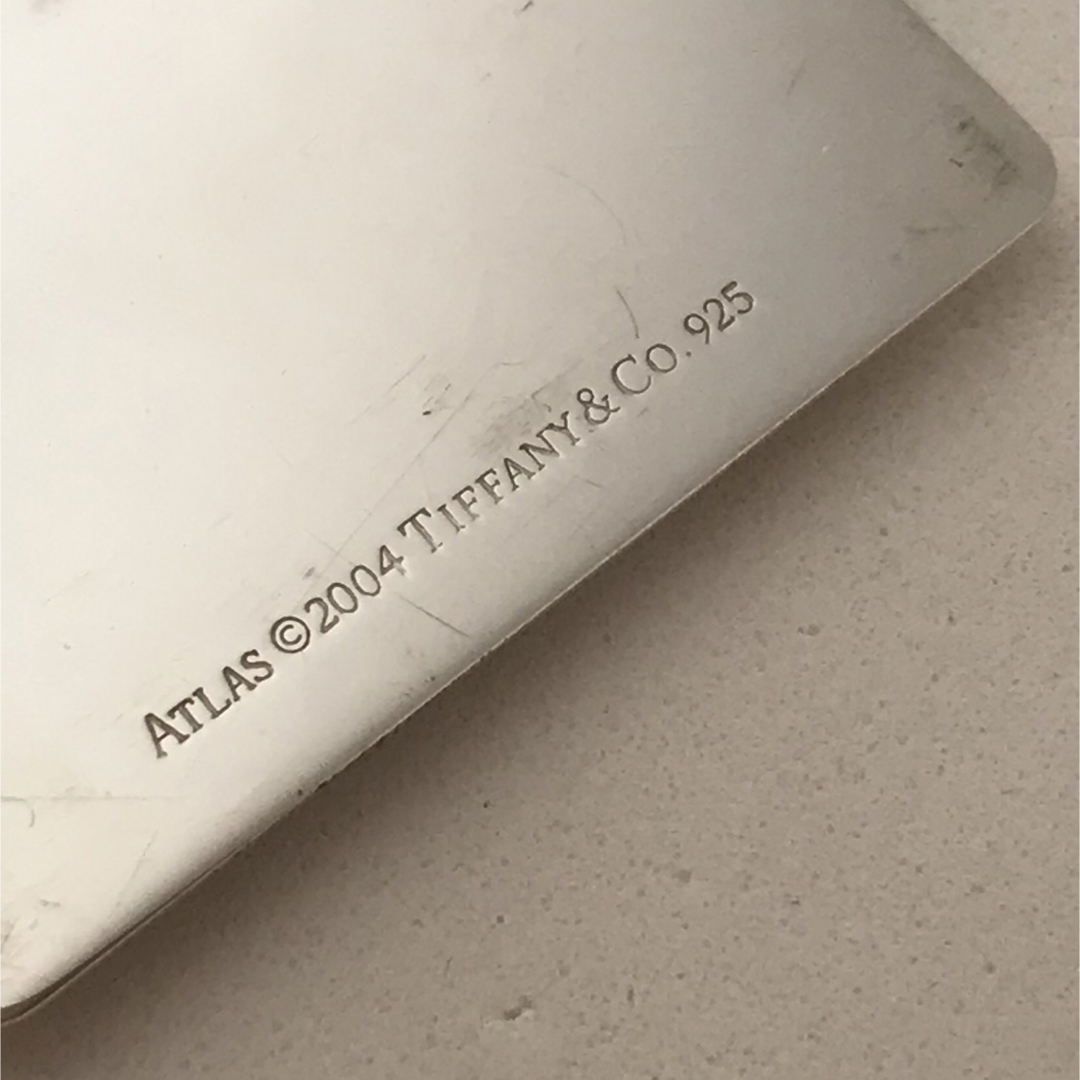 ATLAS ©2004 TIFFANY & CO. 925